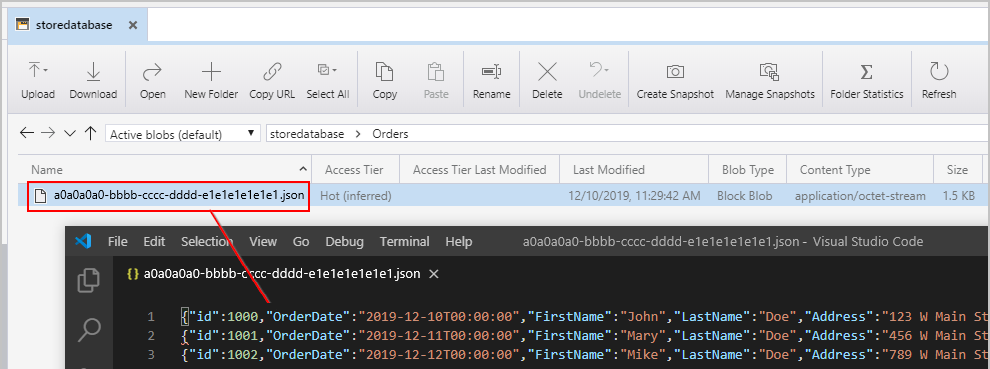 storedatabase ×
Upload Download Open New Folder Copy URL Select All Copy Paste Rename Delete Undelete Create Snapshot Manage Snapshots Folder Statistics Refresh
Active blobs (default) storedatabase > Orders
Name Access Tier Access Tier Last Modified Last Modified Blob Type Content Type Size
a0a0a0a0-bbbb-cccc-dddd-e1e1e1e1e1e1.json Hot (inferred) 12/10/2019, 11:29:42 AM Block Blob application/octet-stream 1.5 KB
File Edit Selection View Go Debug Terminal Help a0a0a0a0-bbbb-cccc-dddd-e1e1e1e1e1e1.json - Visual Studio Code
{} a0a0a0a0-bbbb-cccc-dddd-e1e1e1e1e1e1.json ×
1 {"id":1000,"OrderDate":"2019-12-10T00:00:00","FirstName":"John","LastName":"Doe","Address":"123 W Main St
2 {"id":1001,"OrderDate":"2019-12-11T00:00:00","FirstName":"Mary","LastName":"Doe","Address":"456 W Main St
3 {"id":1002,"OrderDate":"2019-12-12T00:00:00","FirstName":"Mike","LastName":"Doe","Address":"789 W Main St